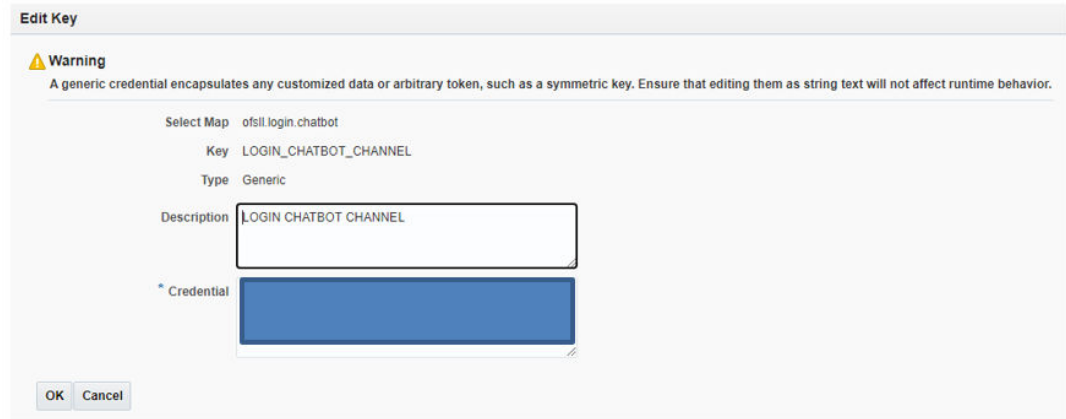 Edit Key
Warning
A generic credential encapsulates any customized data or arbitrary token, such as a symmetric key. Ensure that editing them as string text will not affect runtime behavior.
Select Map ofsll.login.chatbot
Key LOGIN_CHATBOT_CHANNEL
Type Generic
Description LOGIN CHATBOT CHANNEL
* Credential
OK Cancel